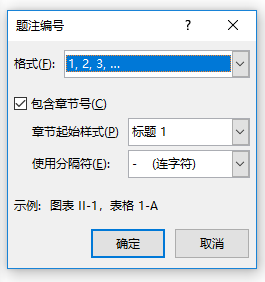 题注编号
?
格式(F): 1, 2, 3, ...
包含章节号(C)
章节起始样式(P) 标题 1
使用分隔符(E): - (连字符)
示例: 图表 II-1, 表格 1-A
确定 取消